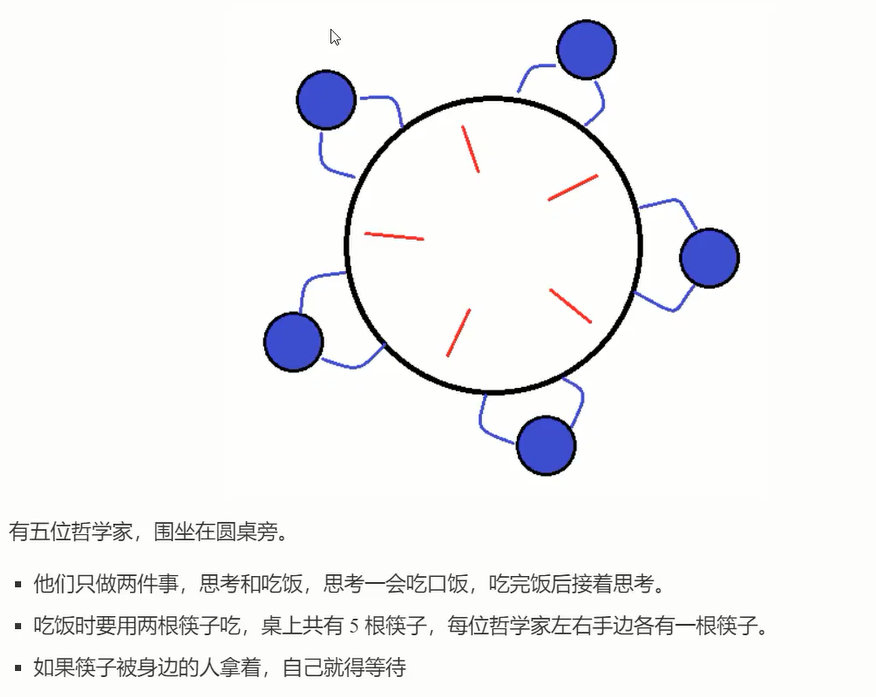 有五位哲学家，围坐在圆桌旁。
▪ 他们只做两件事，思考和吃饭，思考一会吃口饭，吃完饭后接着思考。
▪ 吃饭时要用两根筷子吃，桌上共有 5 根筷子，每位哲学家左右手边各有一根筷子。
▪ 如果筷子被身边的人拿着，自己就得等待